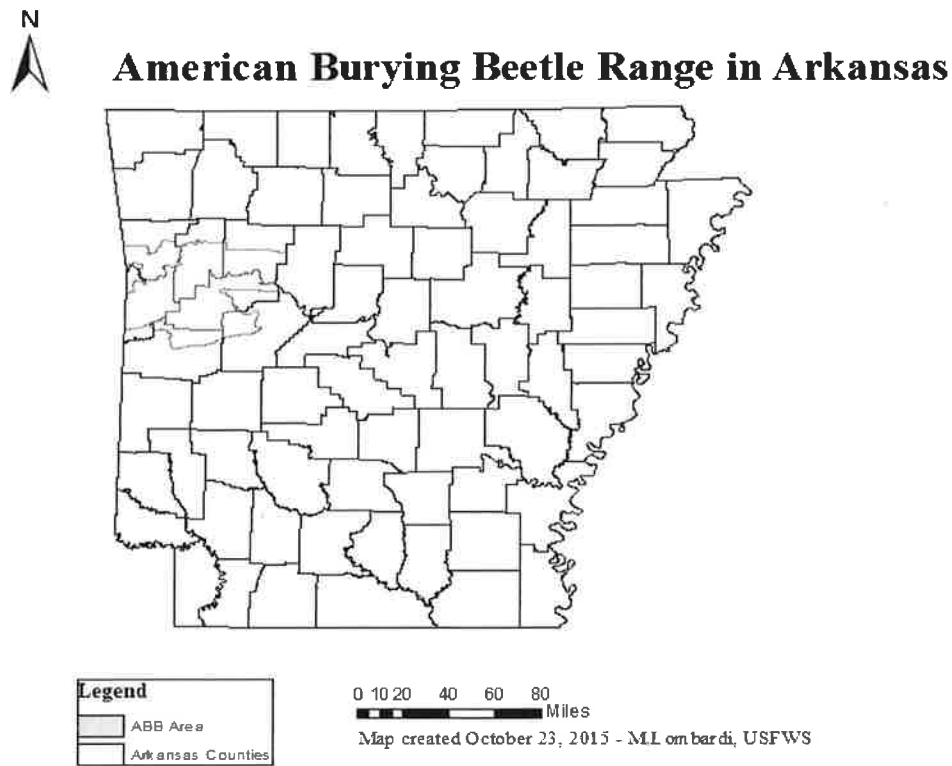 N
American Burying Beetle Range in Arkansas
Legend
ABB Area
Arkansas Counties
0 10 20 40 60 80
Miles
Map created October 23, 2015 - M.Lombardi, USFWS